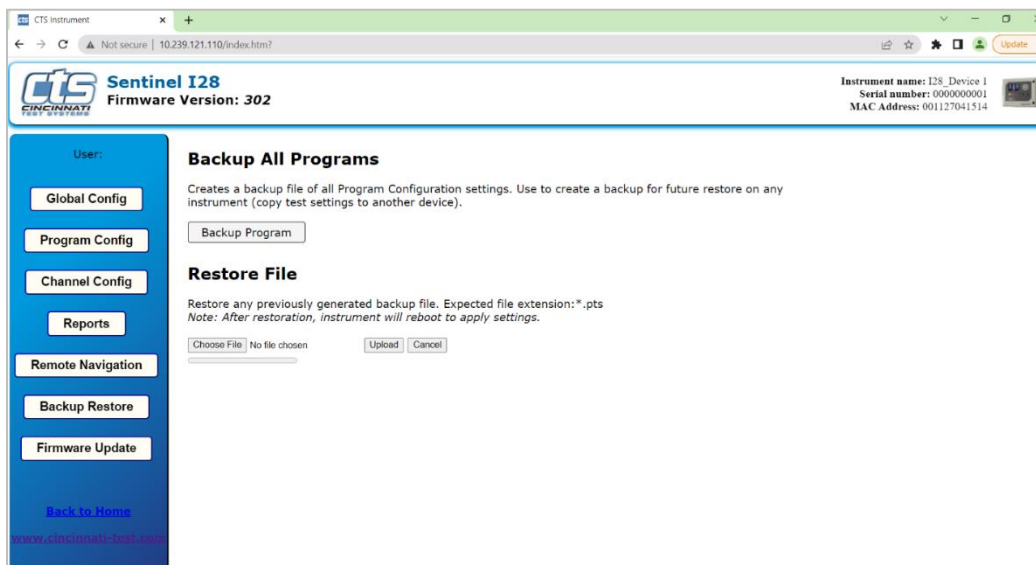 CTS Instrument
Not secure | 10.239.121.110/index.htm?
Update
cts
CINCINNATI
TEST SYSTEMS
Sentinel I28
Firmware Version: 302
Instrument name: I28_Device 1
Serial number: 0000000001
MAC Address: 001127041514
User:
Global Config
Program Config
Channel Config
Reports
Remote Navigation
Backup Restore
Firmware Update
Back to Home
www.cincinnati-test.com
Backup All Programs
Creates a backup file of all Program Configuration settings. Use to create a backup for future restore on any
instrument (copy test settings to another device).
Backup Program
Restore File
Restore any previously generated backup file. Expected file extension:*.pts
Note: After restoration, instrument will reboot to apply settings.
Choose File No file chosen Upload Cancel